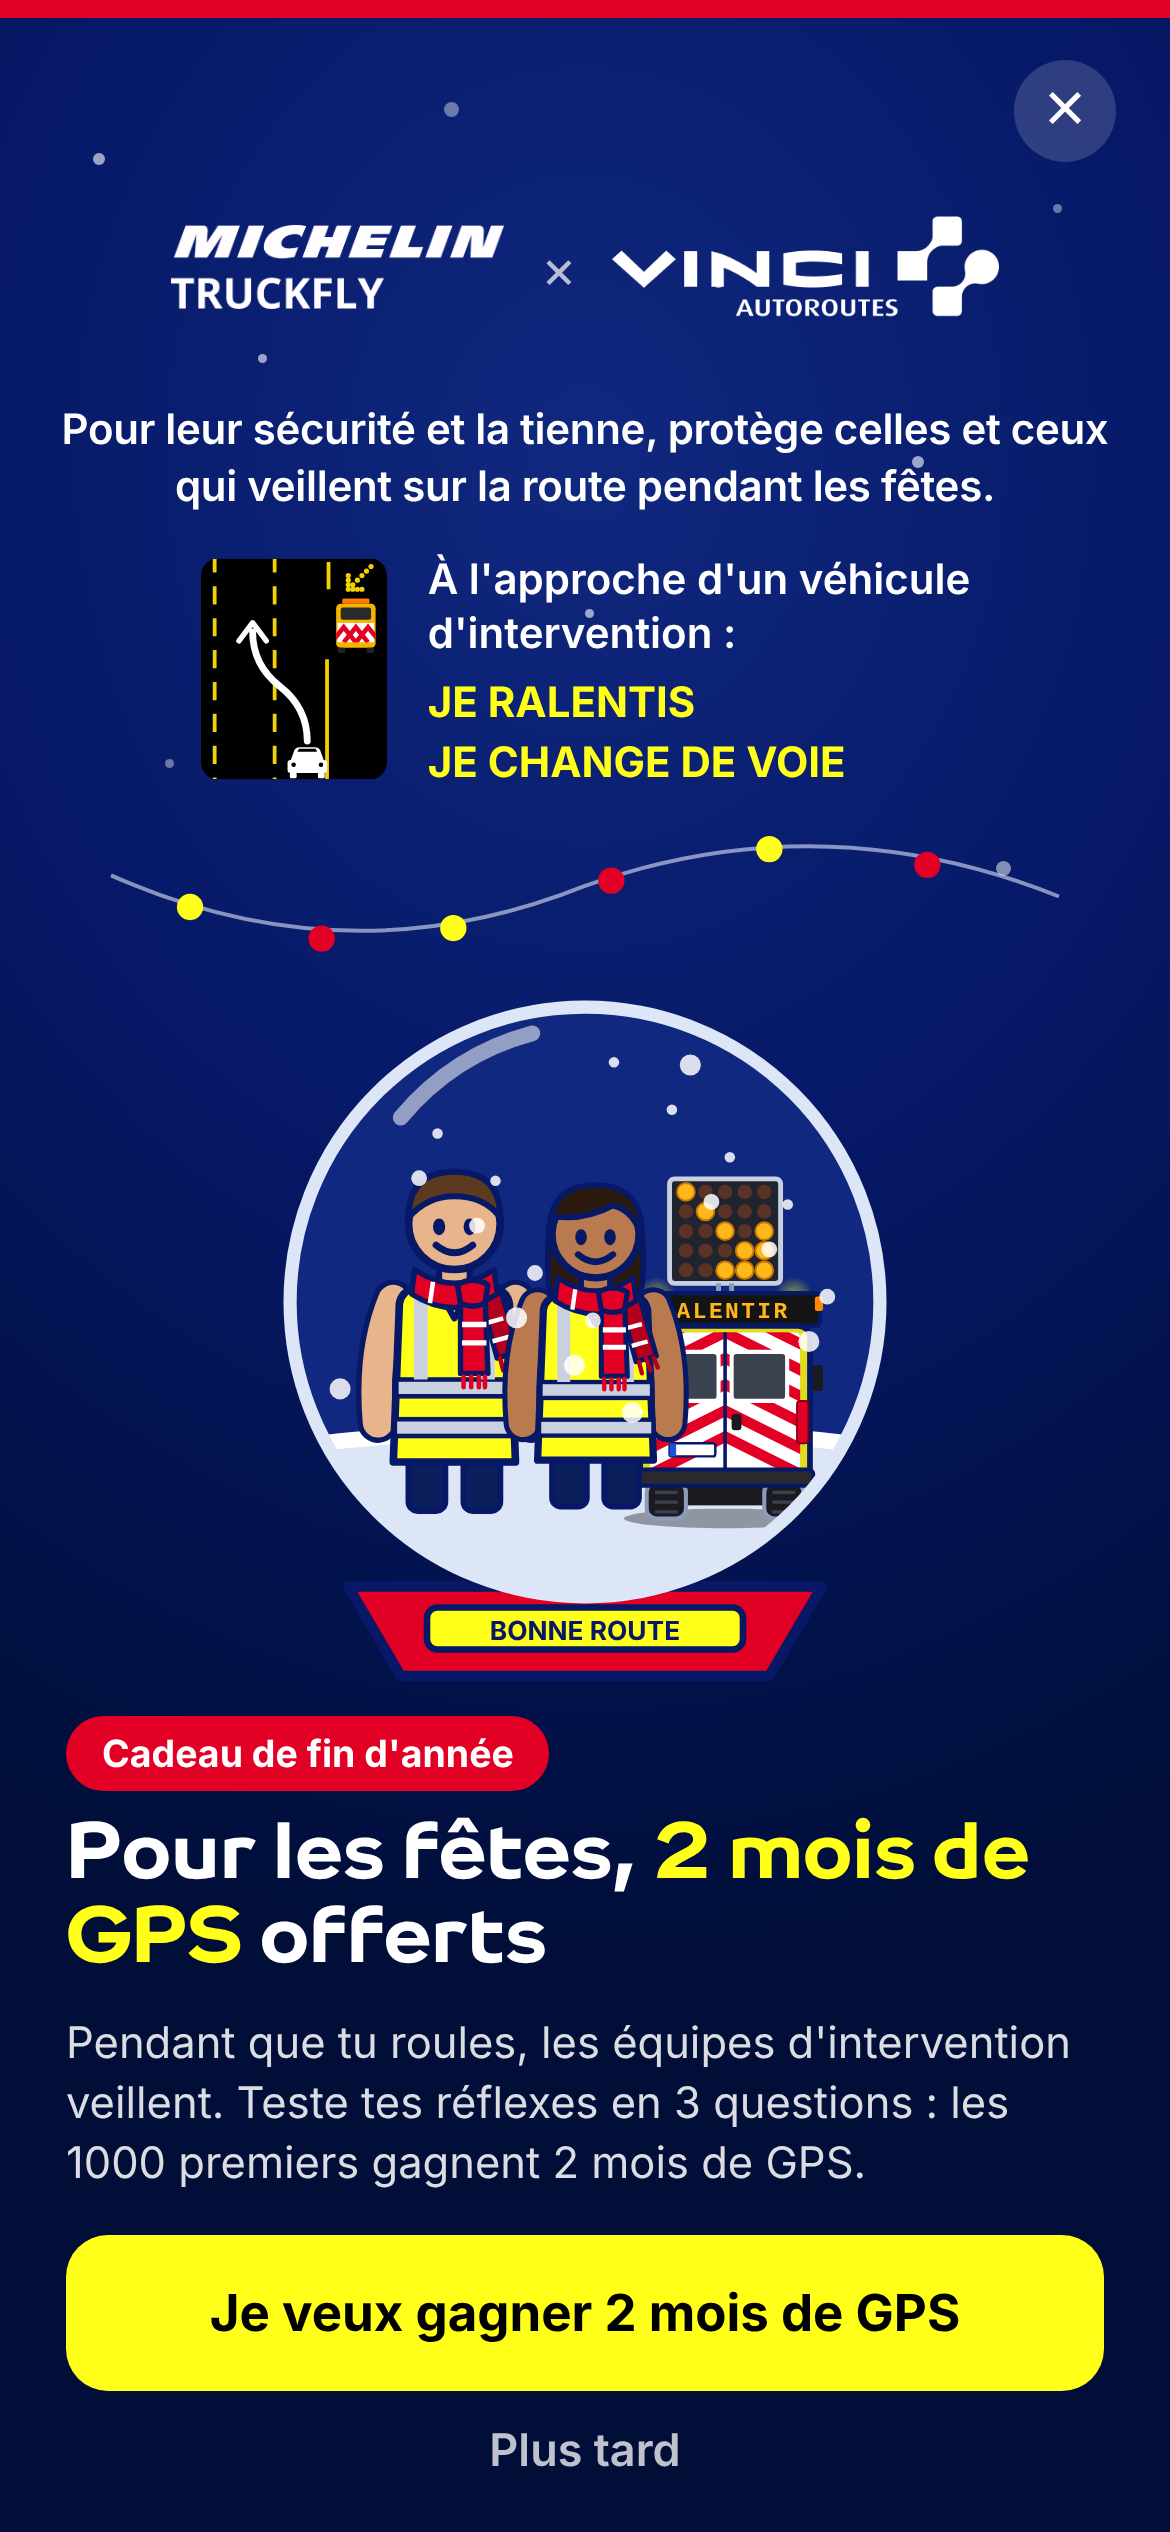 MICHELIN
TRUCKFLY
×
VINCI
AUTOROUTES
Pour leur sécurité et la tienne, protège celles et ceux
qui veillent sur la route pendant les fêtes.
À l'approche d'un véhicule
d'intervention :
JE RALENTIS
JE CHANGE DE VOIE
ALENTIR
BONNE ROUTE
Cadeau de fin d'année
Pour les fêtes, 2 mois de
GPS offerts
Pendant que tu roules, les équipes d'intervention
veillent. Teste tes réflexes en 3 questions : les
1000 premiers gagnent 2 mois de GPS.
Je veux gagner 2 mois de GPS
Plus tard